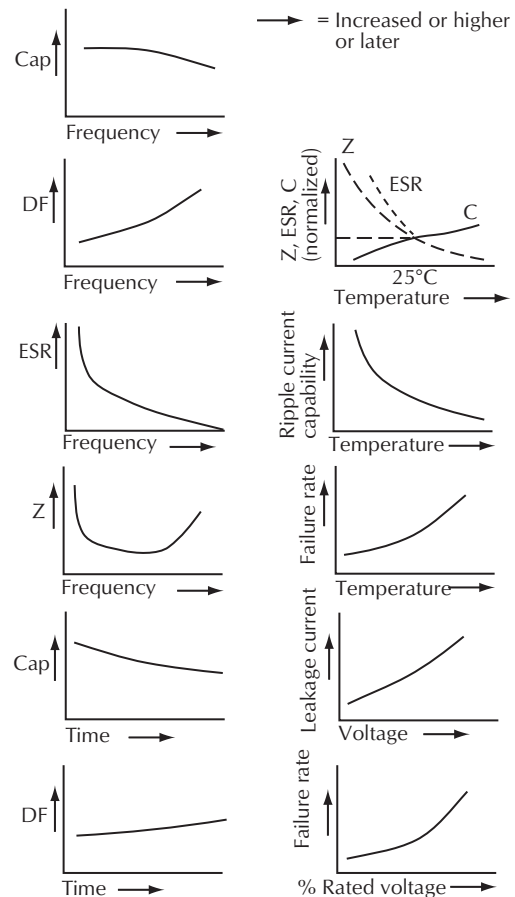 = Increased or higher
or later
Cap
Frequency
DF
Frequency
Z, ESR, C
(normalized)
Z
ESR
C
25°C
Temperature
ESR
Frequency
Ripple current
capability
Temperature
Z
Frequency
Failure rate
Temperature
Cap
Time
Leakage current
Voltage
DF
Time
Failure rate
% Rated voltage